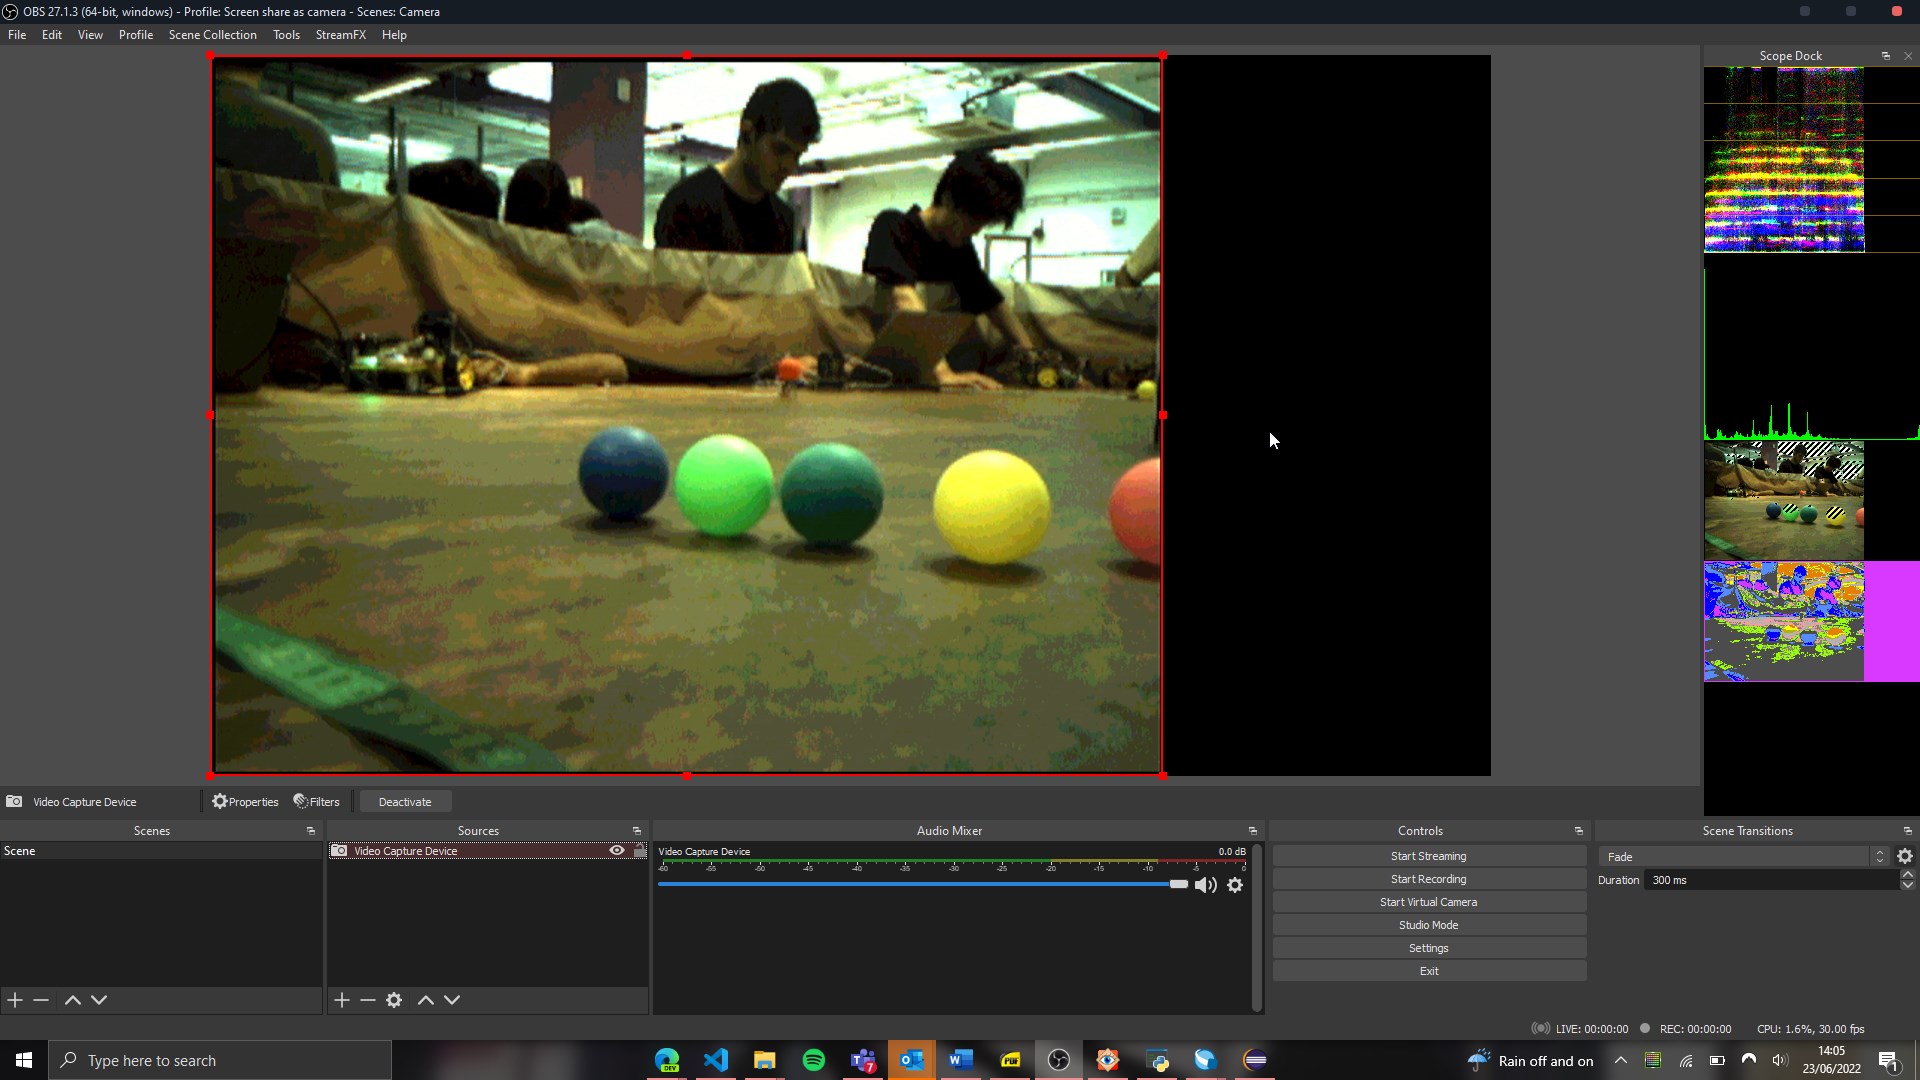 OBS 27.1.3 (64-bit, windows) - Profile: Screen share as camera - Scenes: Camera
File Edit View Profile Scene Collection Tools StreamFX Help
Scope Dock
Video Capture Device Properties Filters Deactivate
Scenes
Scene
Sources
Video Capture Device
Audio Mixer
Video Capture Device 0.0 dB
-60 -55 -50 -45 -40 -35 -30 -25 -20 -15 -10 -5 0
Controls
Start Streaming
Start Recording
Start Virtual Camera
Studio Mode
Settings
Exit
Scene Transitions
Fade
Duration 300 ms
LIVE: 00:00:00 REC: 00:00:00 CPU: 1.6%, 30.00 fps
Type here to search
DEV
7
PDF
Rain off and on
14:05
23/06/2022
1